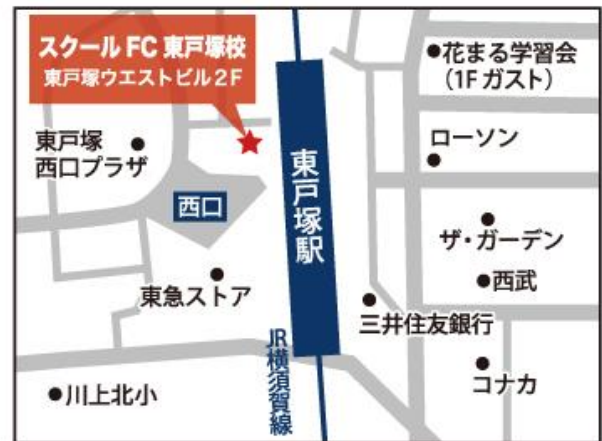 スクールFC 東戸塚校
東戸塚ウエストビル2F
花まる学習会
(1F ガスト)
東戸塚
西口プラザ
ローソン
西口
東戸塚駅
ザ・ガーデン
西武
東急ストア
三井住友銀行
JR横須賀線
コナカ
川上北小